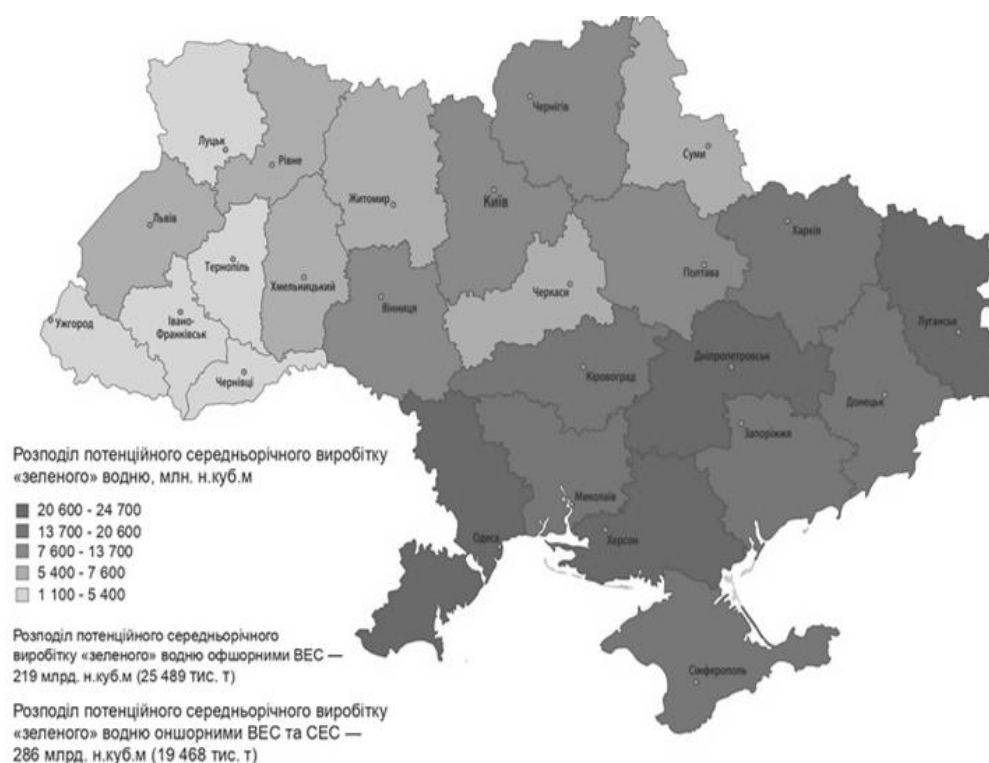 Чернігів
Луцьк
Суми
Рівне
Київ
Житомир
Львів
Харків
Тернопіль
Полтава
Хмельницький
Черкаси
Вінниця
Івано-
Франківськ
Ужгород
Луганськ
Дніпропетровськ
Кіровоград
Чернівці
Донецьк
Запоріжжя
Миколаїв
Одеса
Херсон
Сімферополь
Розподіл потенційного середньорічного виробітку
«зеленого» водню, млн. н.куб.м
20 600 - 24 700
13 700 - 20 600
7 600 - 13 700
5 400 - 7 600
1 100 - 5 400
Розподіл потенційного середньорічного
виробітку «зеленого» водню офшорними ВЕС —
219 млрд. н.куб.м (25 489 тис. т)
Розподіл потенційного середньорічного виробітку
«зеленого» водню оншорними ВЕС та СЕС —
286 млрд. н.куб.м (19 468 тис. т)